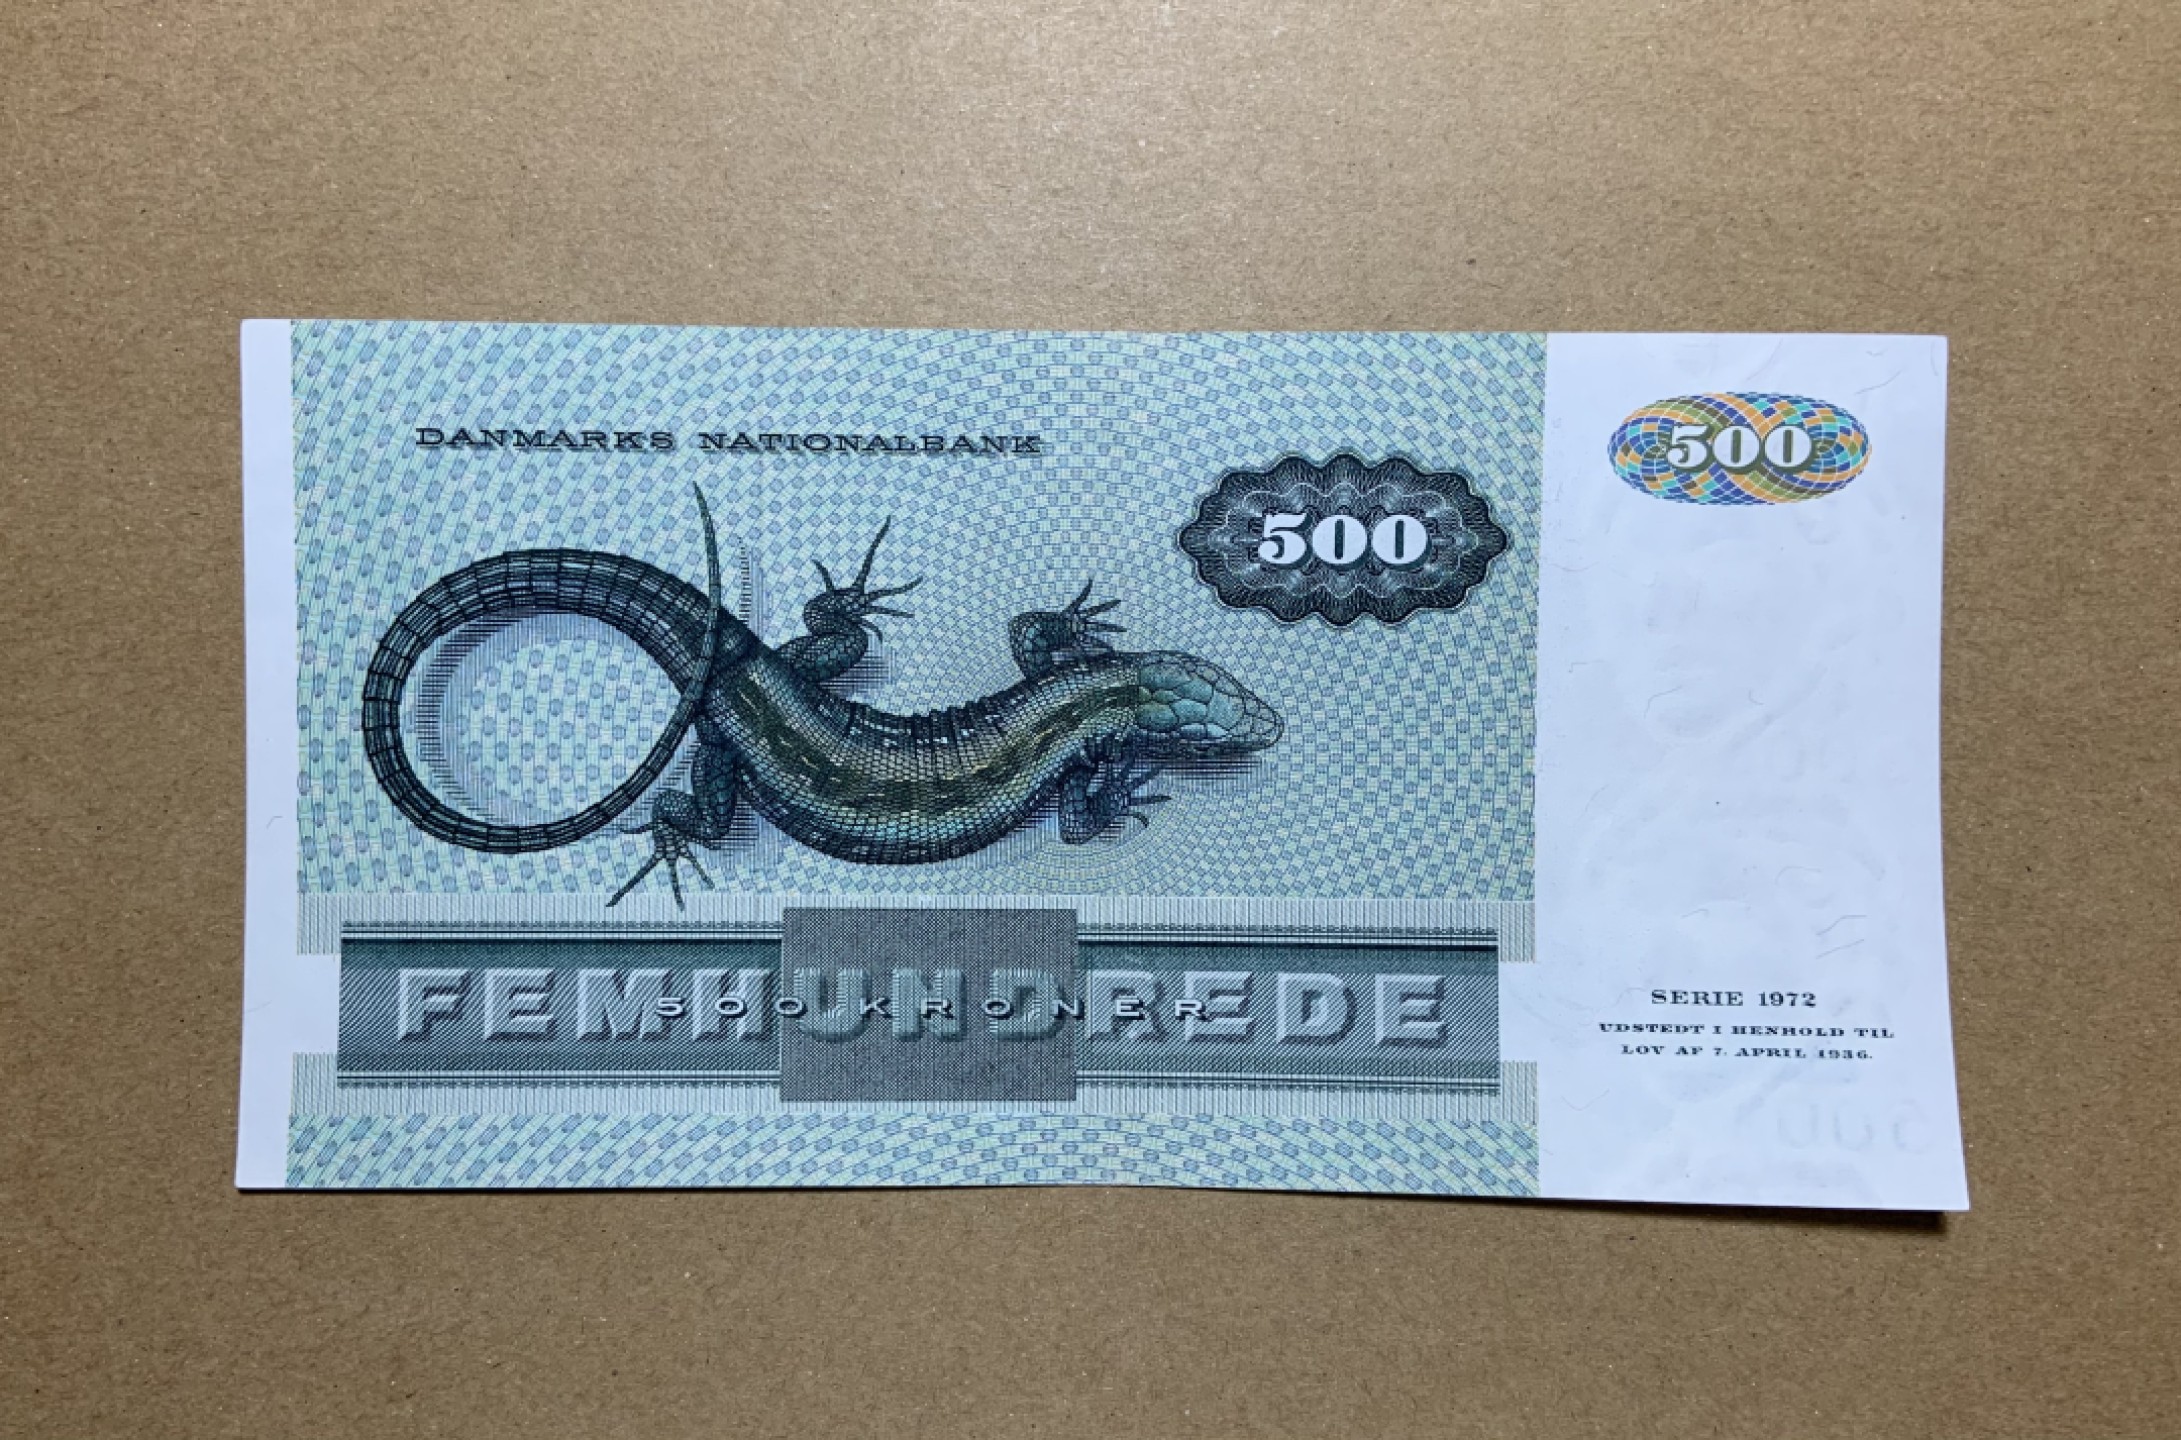 DANMARKS NATIONALBANK
500
500
FEMHUNDREDE
500 KRONER
SERIE 1972
UDSTEDT I HENHOLD TIL
LOV AF 7. APRIL 1936.